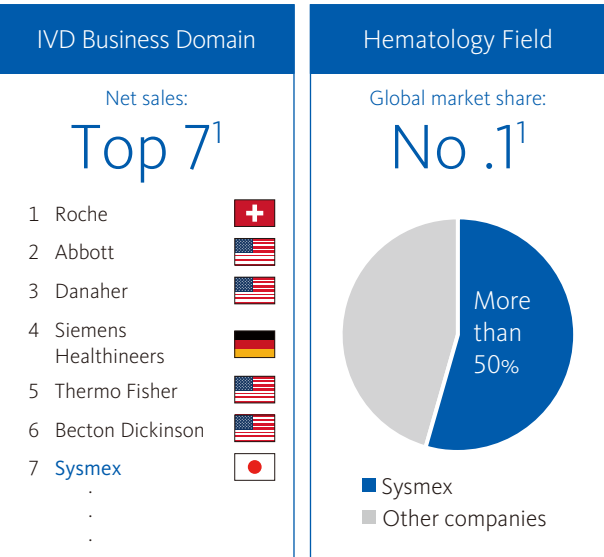 IVD Business Domain
Net sales:
Top 7¹
1 Roche
2 Abbott
3 Danaher
4 Siemens
Healthineers
5 Thermo Fisher
6 Becton Dickinson
7 Sysmex
.
.
.
Hematology Field
Global market share:
No .1¹
More
than
50%
Sysmex
Other companies